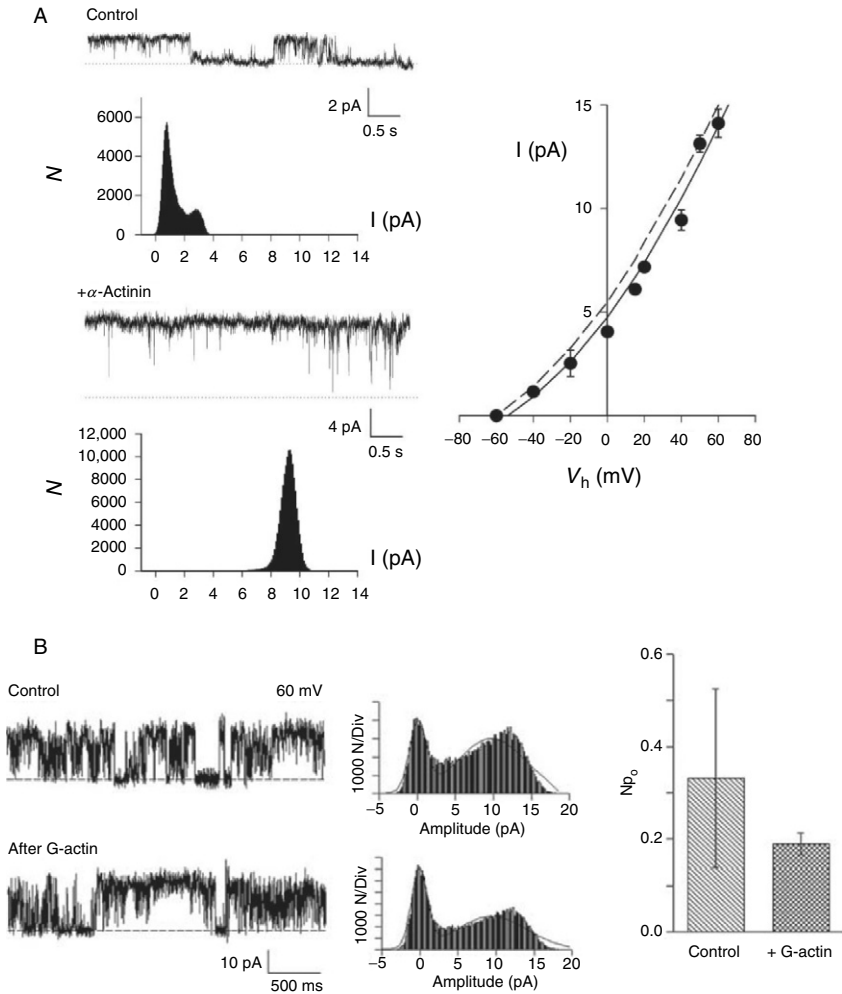 A
Control
2 pA
0.5 s
6000
4000
2000
0
N
I (pA)
0 2 4 6 8 10 12 14
+α-Actinin
4 pA
0.5 s
12,000
10,000
8000
6000
4000
2000
0
N
I (pA)
0 2 4 6 8 10 12 14
15
I (pA)
10
5
−80 −60 −40 −20 0 20 40 60 80
Vh (mV)
B
Control 60 mV
After G-actin
10 pA
500 ms
1000 N/Div
−5 0 5 10 15 20
Amplitude (pA)
1000 N/Div
−5 0 5 10 15 20
Amplitude (pA)
0.6
0.4
0.2
0.0
Npo
Control + G-actin